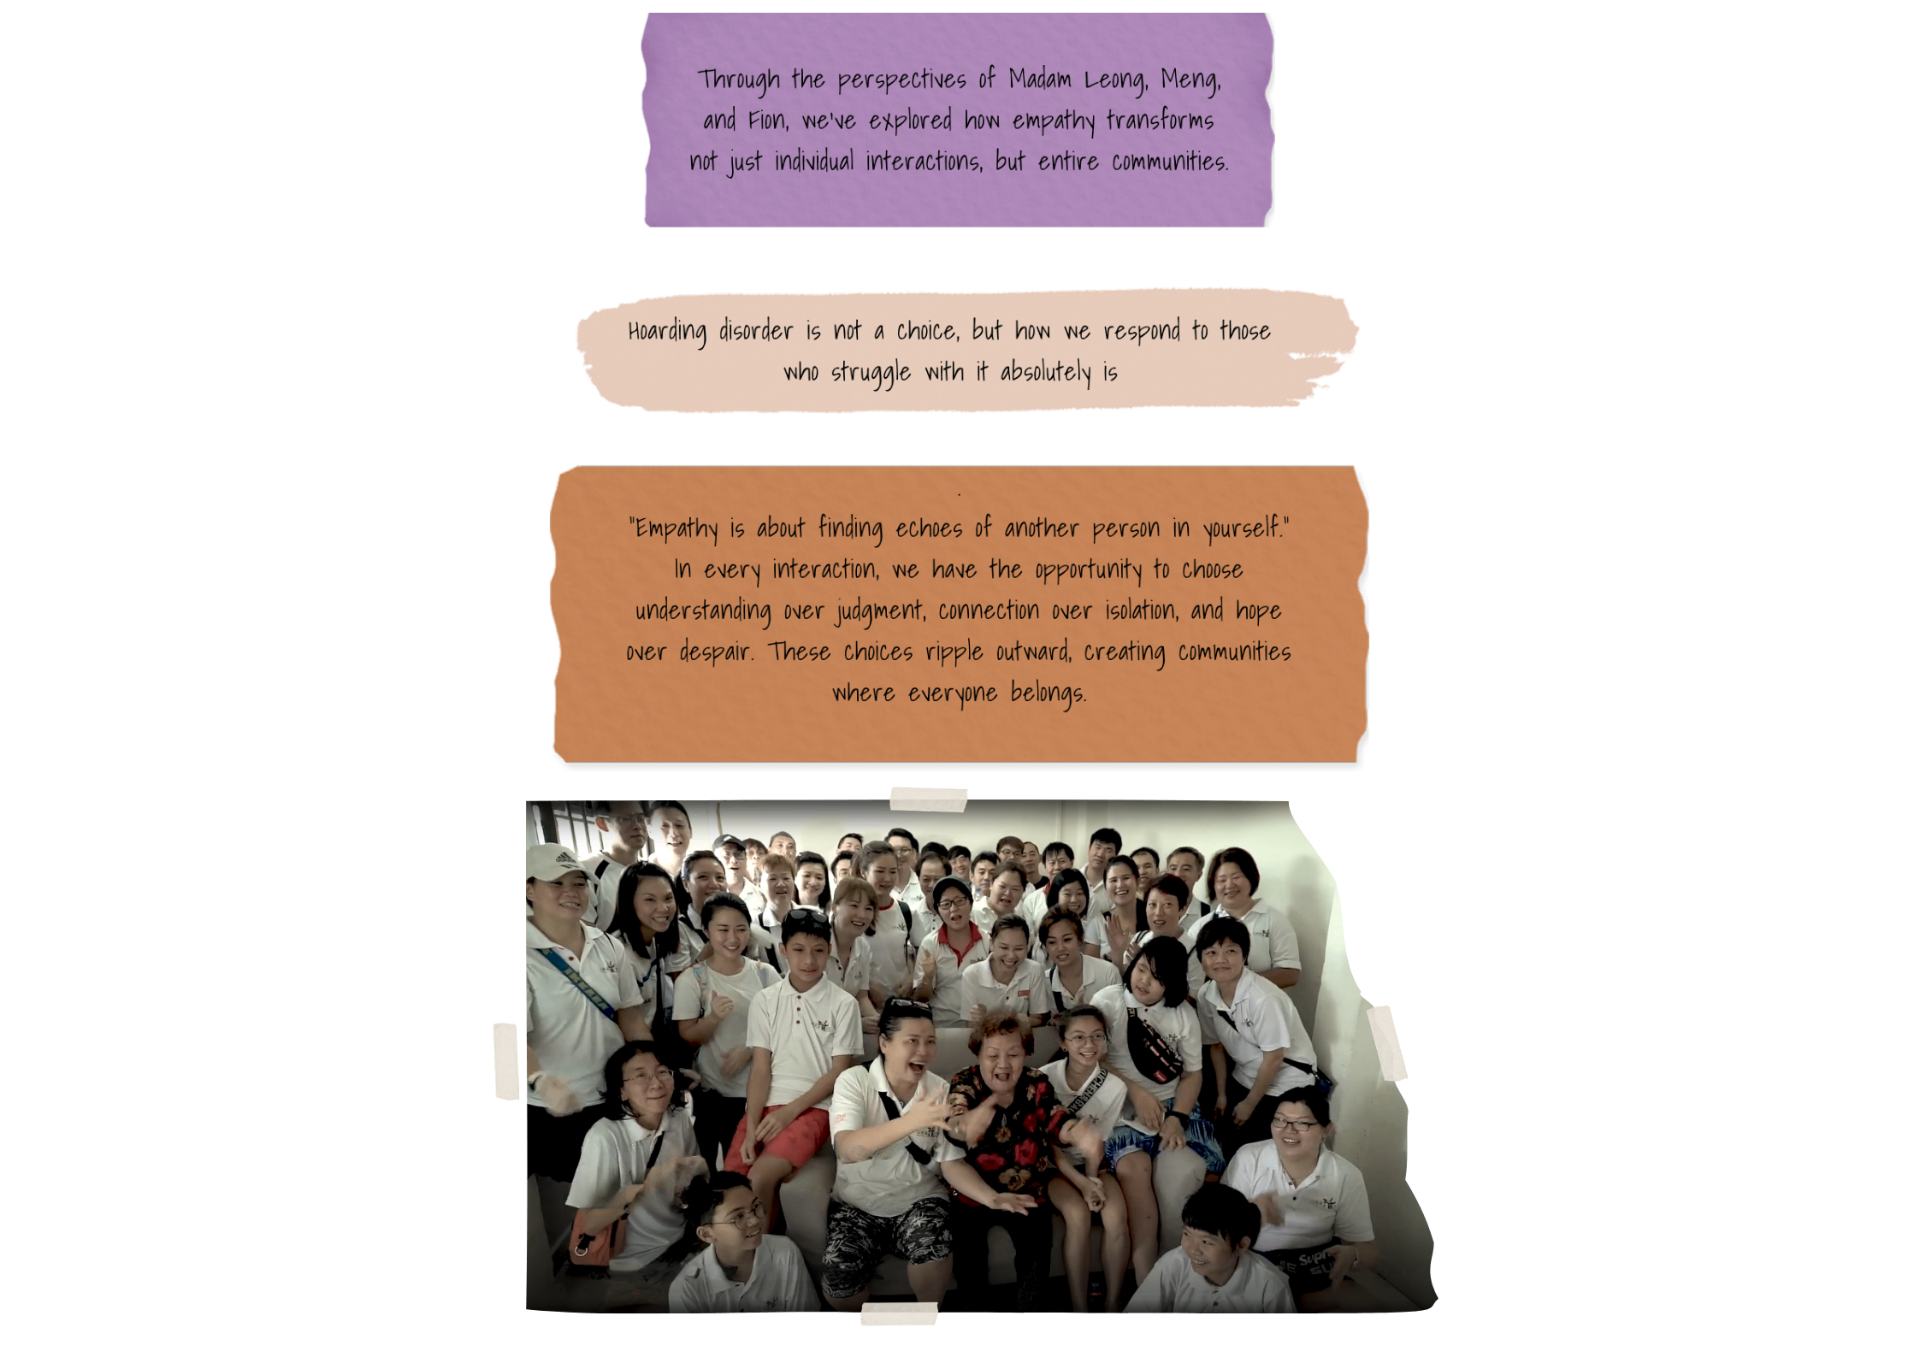 Through the perspectives of Madam Leong, Meng,
and Fion, we've explored how empathy transforms
not just individual interactions, but entire communities.
Hoarding disorder is not a choice, but how we respond to those
who struggle with it absolutely is
.
"Empathy is about finding echoes of another person in yourself."
In every interaction, we have the opportunity to choose
understanding over judgment, connection over isolation, and hope
over despair. These choices ripple outward, creating communities
where everyone belongs.